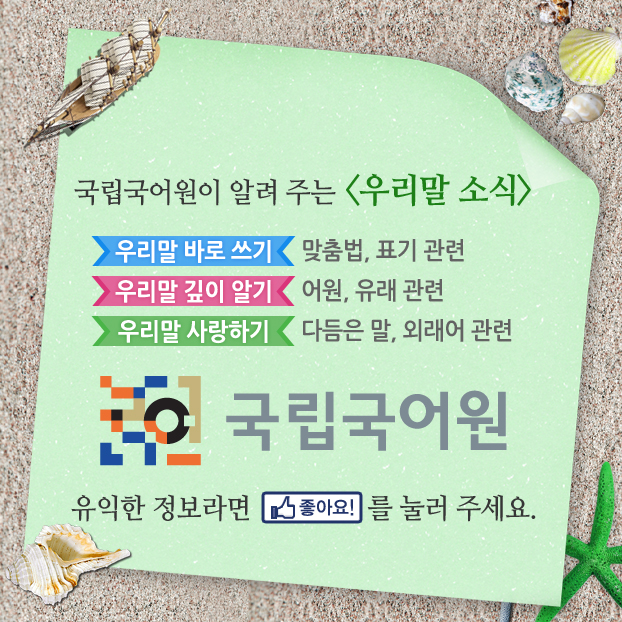 국립국어원이 알려 주는 〈우리말 소식〉
우리말 바로 쓰기 맞춤법, 표기 관련
우리말 깊이 알기 어원, 유래 관련
우리말 사랑하기 다듬은 말, 외래어 관련
국립국어원
유익한 정보라면 좋아요! 를 눌러 주세요.